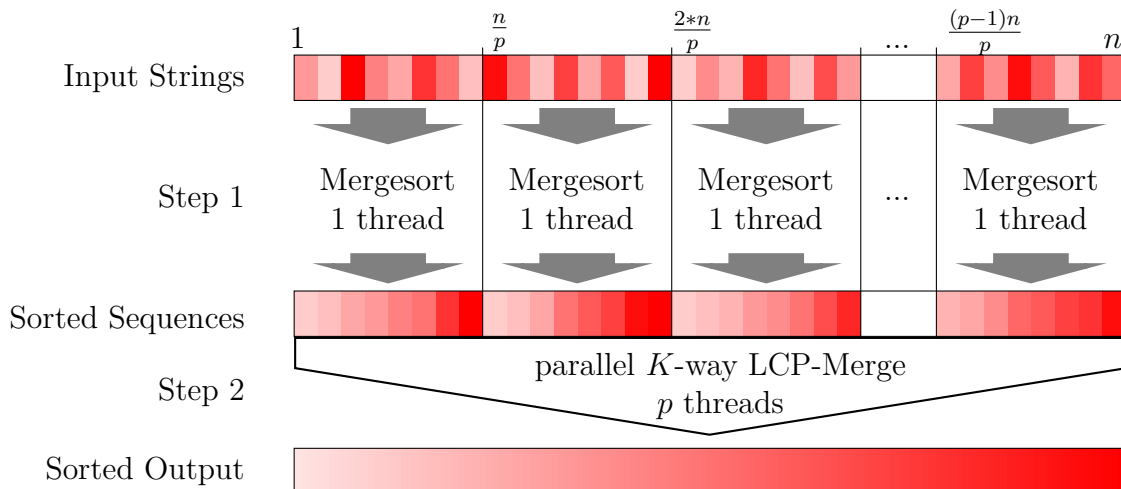 1 n/p 2*n/p ... (p−1)n/p n
Input Strings
Step 1
Mergesort 1 thread
Mergesort 1 thread
Mergesort 1 thread
...
Mergesort 1 thread
Sorted Sequences
Step 2
parallel K-way LCP-Merge
p threads
Sorted Output